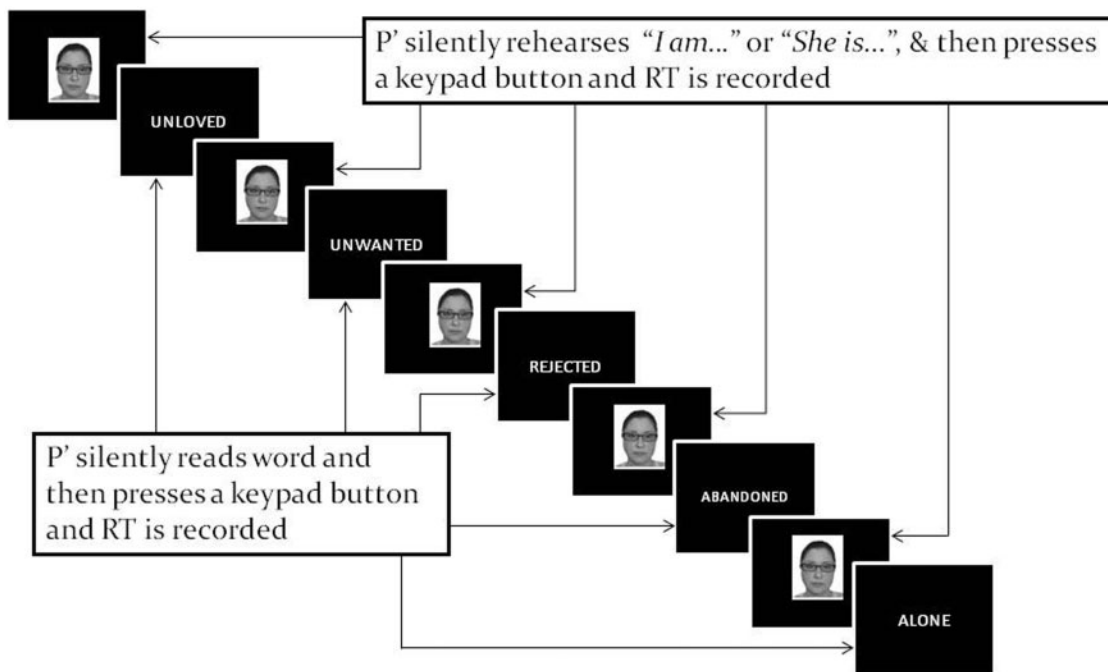 P' silently rehearses "I am..." or "She is...", & then presses
a keypad button and RT is recorded
UNLOVED
UNWANTED
REJECTED
P' silently reads word and
then presses a keypad button
and RT is recorded
ABANDONED
ALONE